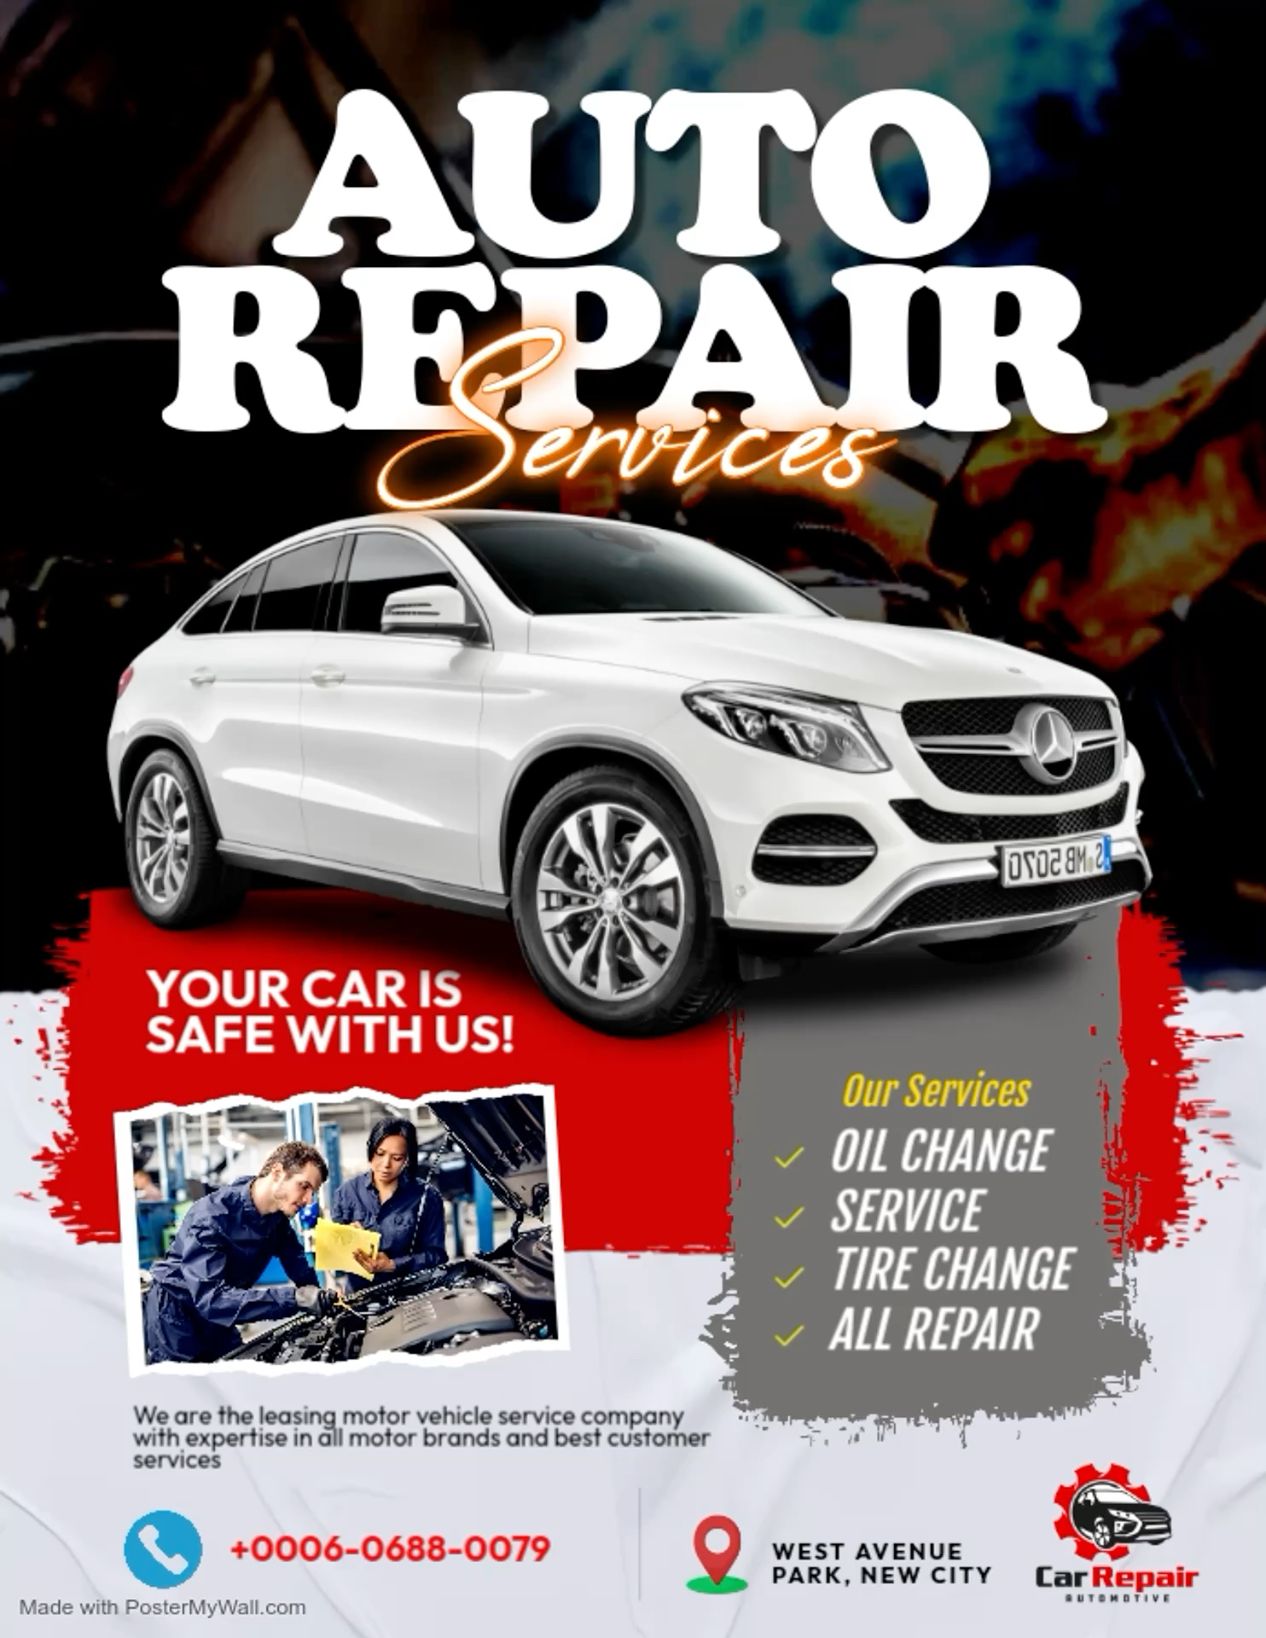 AUTO
REPAIR
Services
YOUR CAR IS
SAFE WITH US!
Our Services
OIL CHANGE
SERVICE
TIRE CHANGE
ALL REPAIR
We are the leasing motor vehicle service company
with expertise in all motor brands and best customer
services
+0006-0688-0079
WEST AVENUE
PARK, NEW CITY
Car Repair
AUTOMOTIVE
Made with PosterMyWall.com